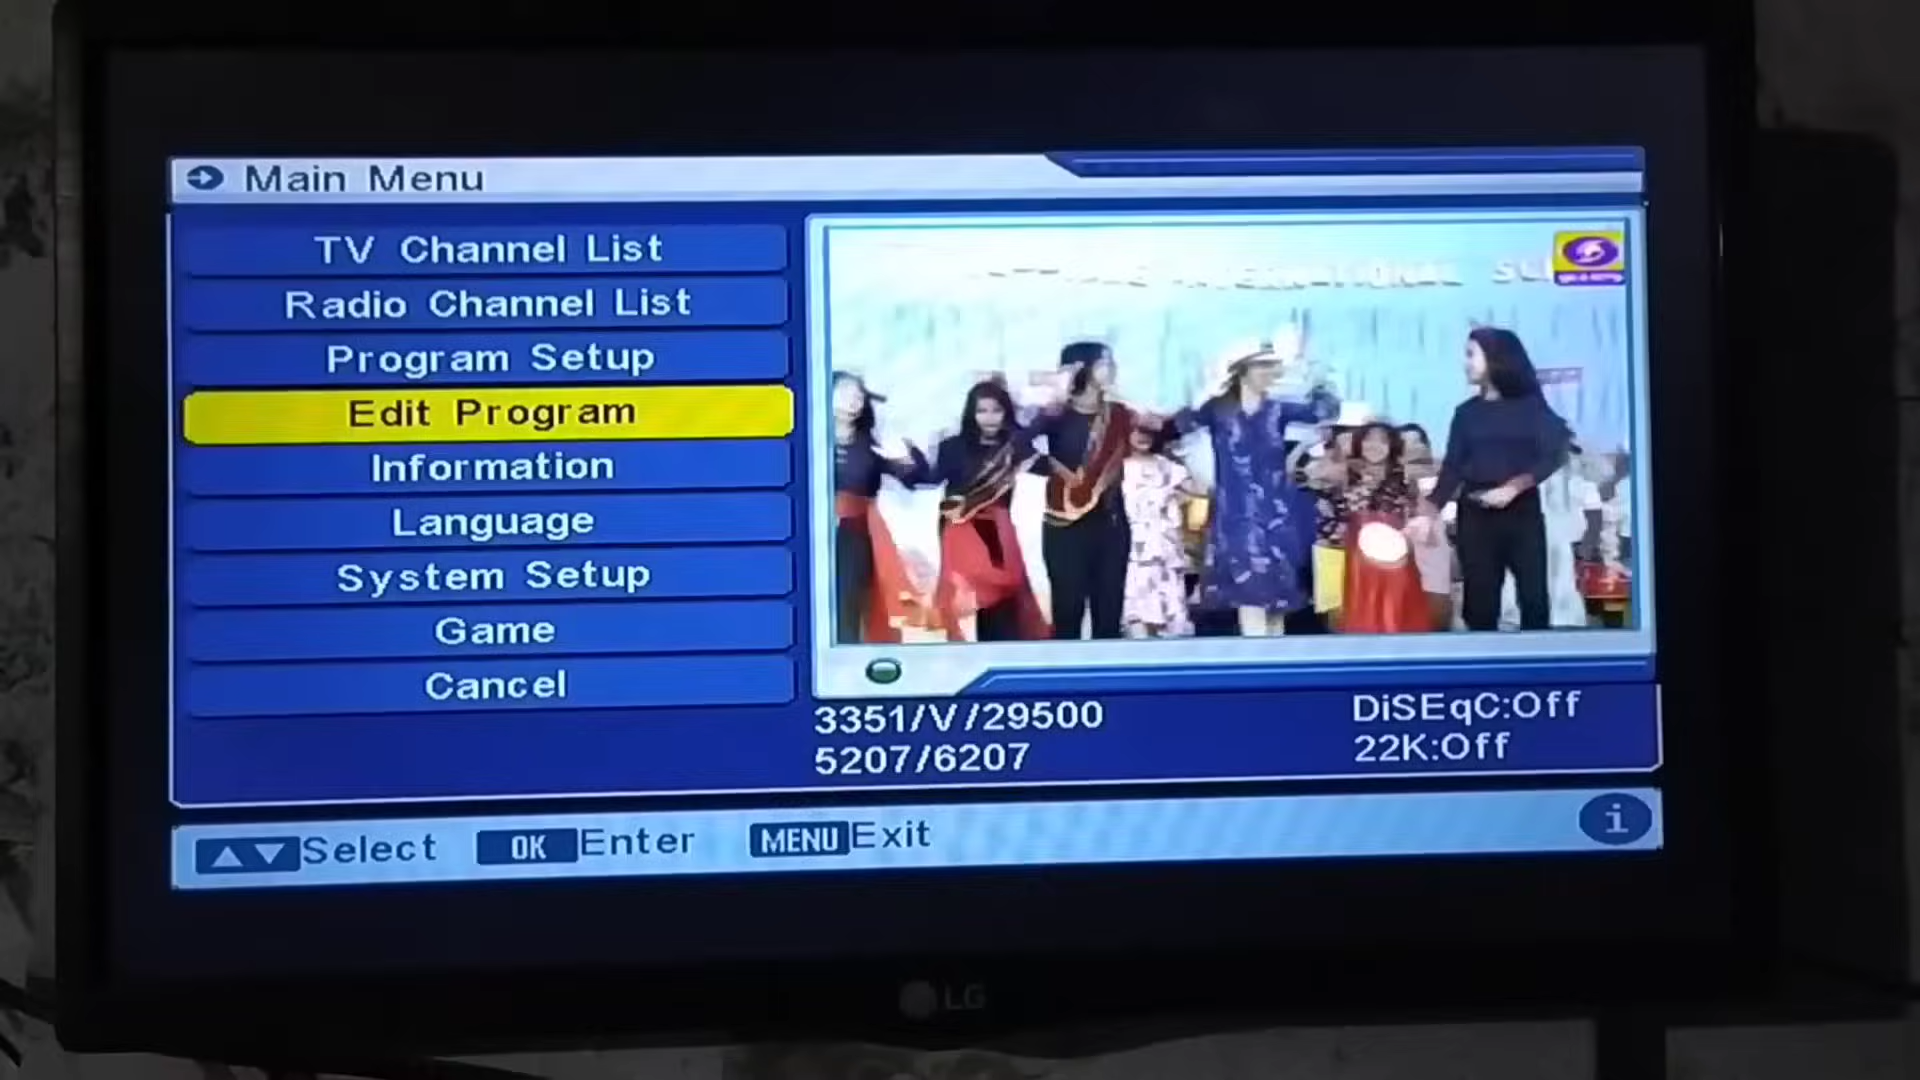 Main Menu
TV Channel List
Radio Channel List
Program Setup
Edit Program
Information
Language
System Setup
Game
Cancel
3351/V/29500
5207/6207
DiSEqC:Off
22K:Off
Select OK Enter MENU Exit
i
LG